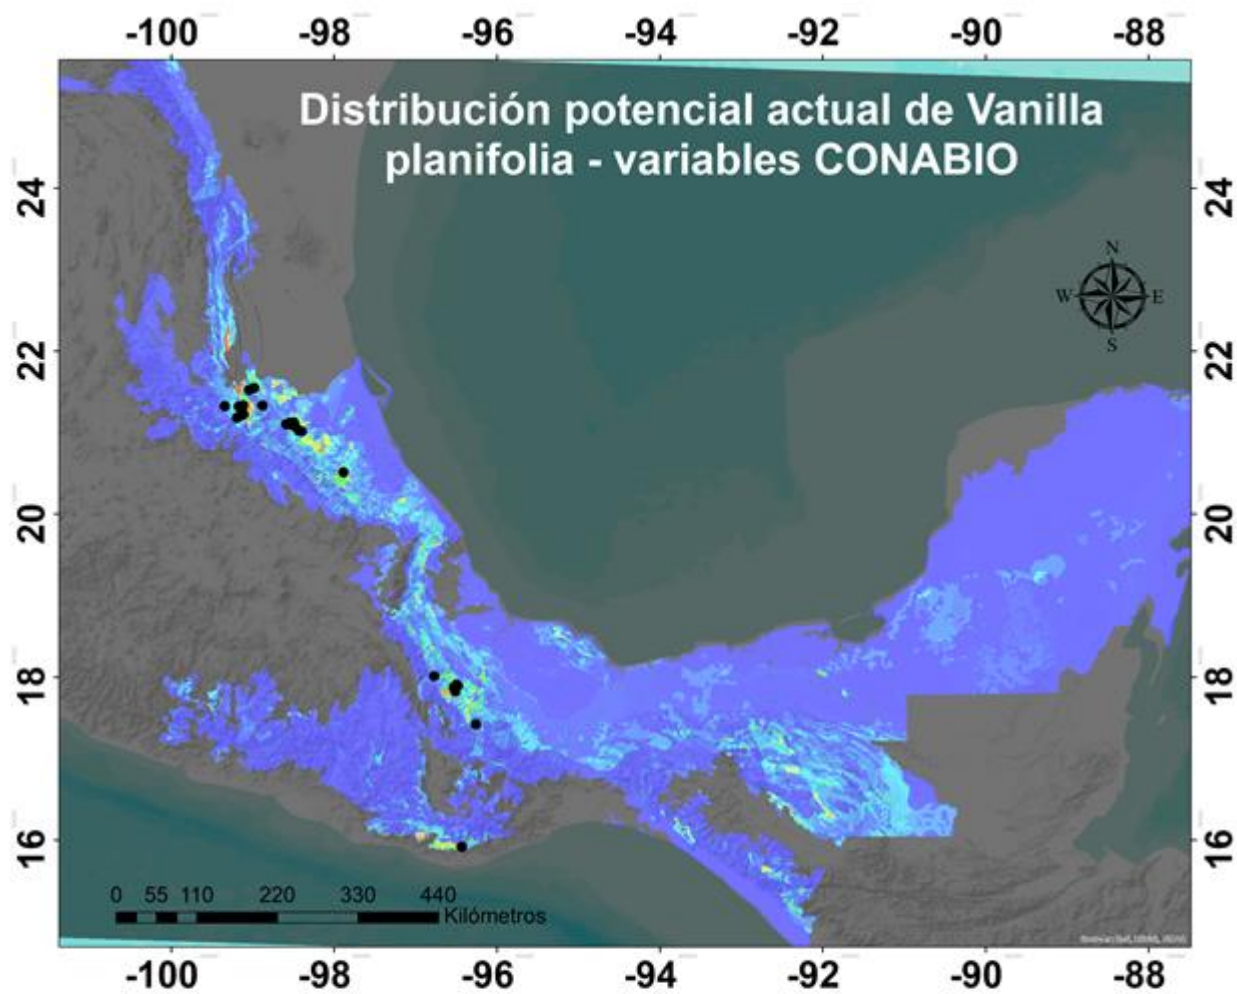 -100 -98 -96 -94 -92 -90 -88
Distribución potencial actual de Vanilla
planifolia - variables CONABIO
24 24
N
W E
S
22 22
20 20
18 18
16 16
0 55 110 220 330 440
Kilómetros
-100 -98 -96 -94 -92 -90 -88